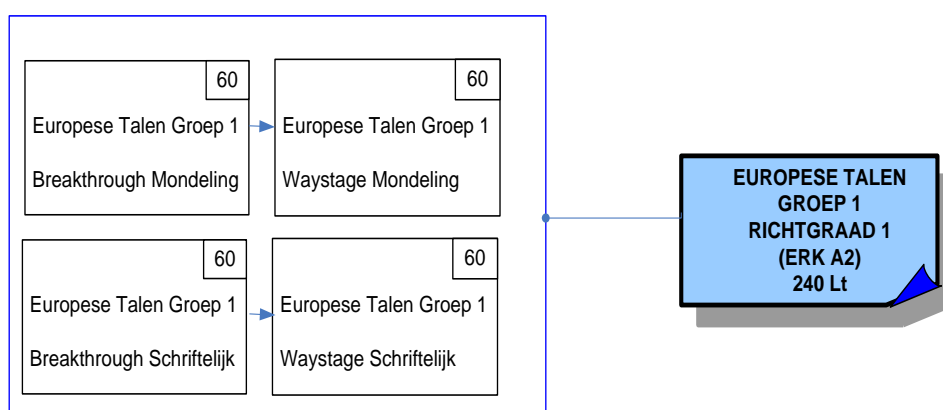 60
Europese Talen Groep 1
Breakthrough Mondeling
60
Europese Talen Groep 1
Waystage Mondeling
60
Europese Talen Groep 1
Breakthrough Schriftelijk
60
Europese Talen Groep 1
Waystage Schriftelijk
EUROPESE TALEN
GROEP 1
RICHTGRAAD 1
(ERK A2)
240 Lt